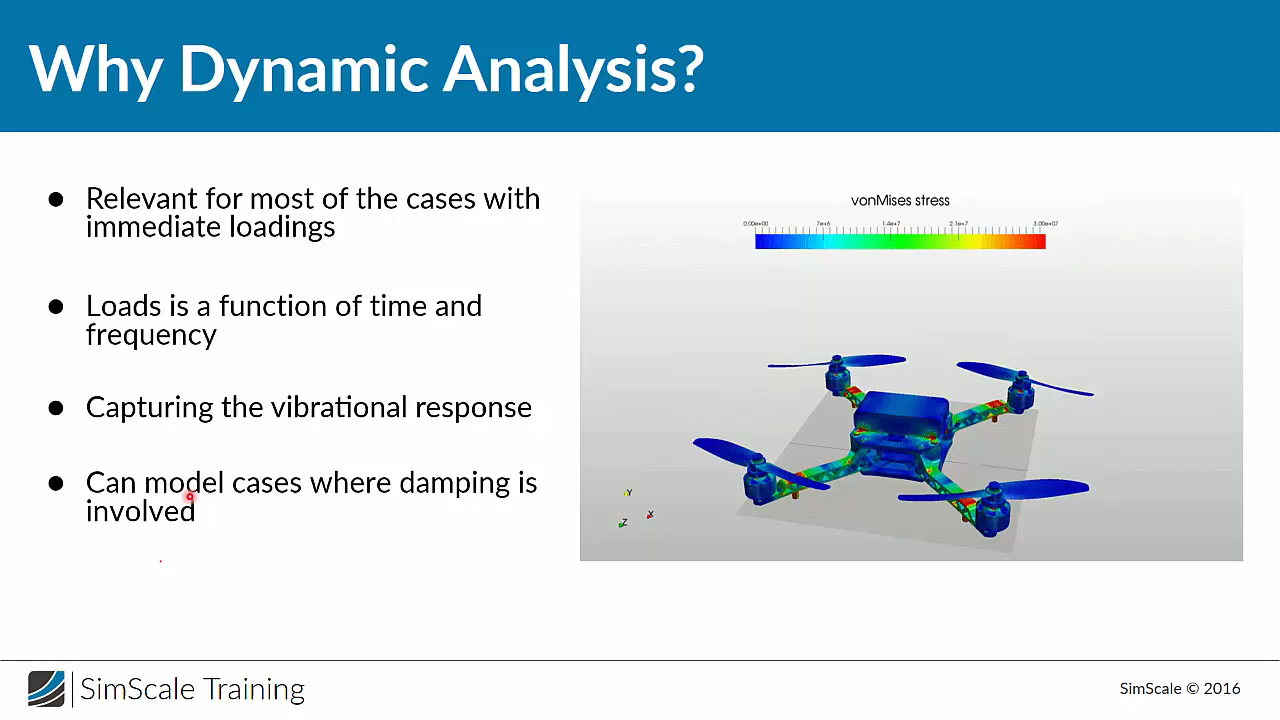 Why Dynamic Analysis?
● Relevant for most of the cases with
immediate loadings
● Loads is a function of time and
frequency
● Capturing the vibrational response
● Can model cases where damping is
involved
vonMises stress
0.00e+00 7e+6 1.4e+7 2.1e+7 3.00e+07
Y
X
Z
SimScale Training
SimScale © 2016